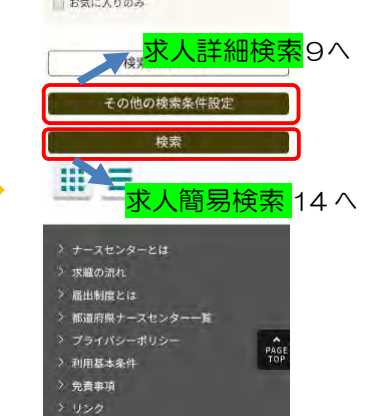 お気に入りのみ
求人詳細検索9へ
検
その他の検索条件設定
検索
求人簡易検索 14 へ
> ナースセンターとは
> 求職の流れ
> 届出制度とは
> 都道府県ナースセンター一覧
> プライバシーポリシー
> 利用基本条件
> 免責事項
> リンク
PAGE
TOP